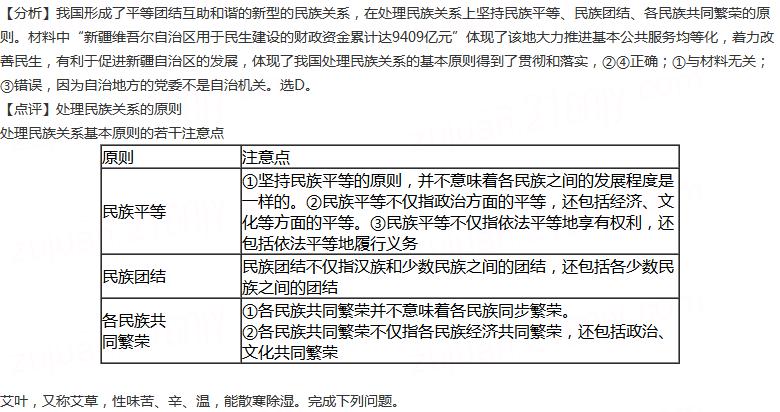 【分析】我国形成了平等团结互助和谐的新型的民族关系，在处理民族关系上坚持民族平等、民族团结、各民族共同繁荣的原
则。材料中“新疆维吾尔自治区用于民生建设的财政资金累计达9409亿元”体现了该地大力推进基本公共服务均等化，着力改
善民生，有利于促进新疆自治区的发展，体现了我国处理民族关系的基本原则得到了贯彻和落实，②④正确；①与材料无关；
③错误，因为自治地方的党委不是自治机关。选D。
【点评】处理民族关系的原则
处理民族关系基本原则的若干注意点
原则 注意点
民族平等
①坚持民族平等的原则，并不意味着各民族之间的发展程度是
一样的。②民族平等不仅指政治方面的平等，还包括经济、文
化等方面的平等。③民族平等不仅指依法平等地享有权利，还
包括依法平等地履行义务
民族团结
民族团结不仅指汉族和少数民族之间的团结，还包括各少数民
族之间的团结
各民族共
同繁荣
①各民族共同繁荣并不意味着各民族同步繁荣。
②各民族共同繁荣不仅指各民族经济共同繁荣，还包括政治、
文化共同繁荣
艾叶，又称艾草，性味苦、辛、温，能散寒除湿。完成下列问题。